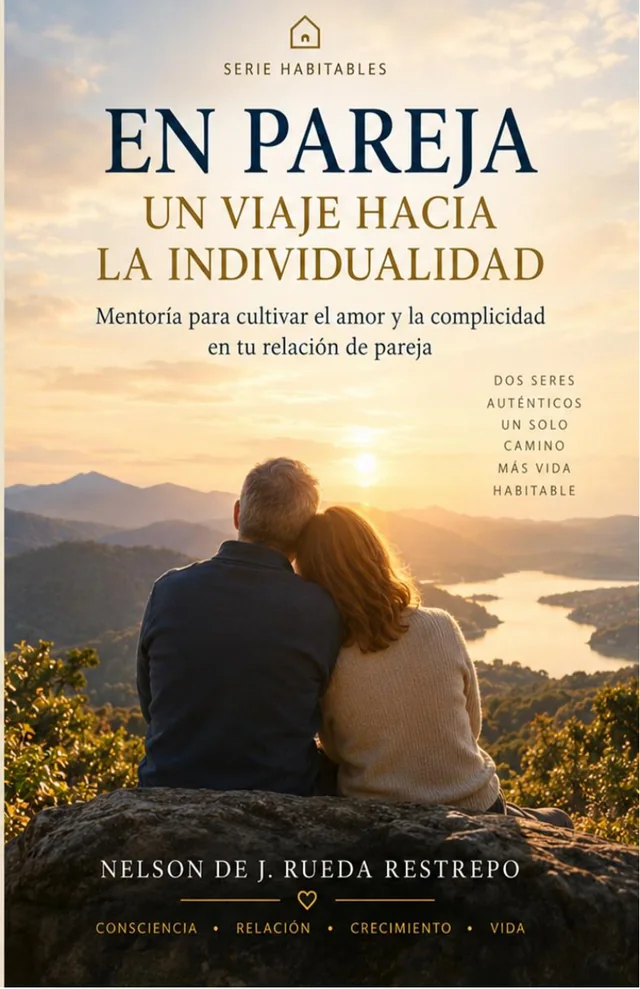 SERIE HABITABLES
EN PAREJA
UN VIAJE HACIA
LA INDIVIDUALIDAD
Mentoría para cultivar el amor y la complicidad
en tu relación de pareja
DOS SERES
AUTÉNTICOS
UN SOLO
CAMINO
MÁS VIDA
HABITABLE
NELSON DE J. RUEDA RESTREPO
CONSCIENCIA • RELACIÓN • CRECIMIENTO • VIDA